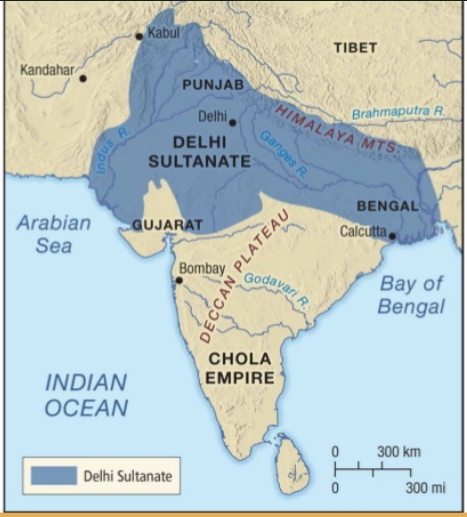 Kabul
TIBET
Kandahar
PUNJAB
Delhi
HIMALAYA MTS.
Brahmaputra R.
Indus R.
DELHI
SULTANATE
Ganges R.
BENGAL
Arabian
Sea
GUJARAT
Calcutta
DECCAN PLATEAU
Bombay
Godavari R.
Bay of
Bengal
CHOLA
EMPIRE
INDIAN
OCEAN
Delhi Sultanate
0 300 km
0 300 mi